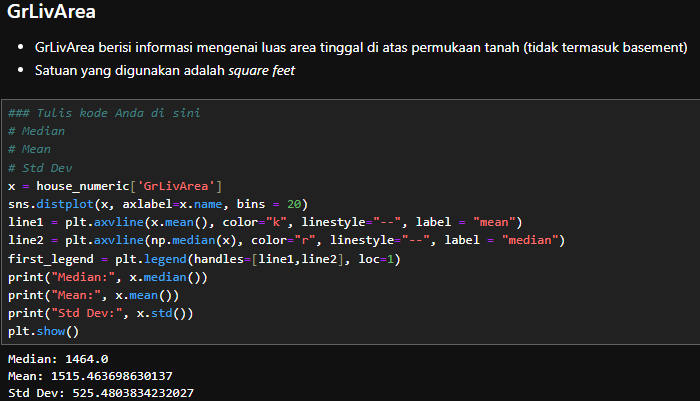 GrLivArea
• GrLivArea berisi informasi mengenai luas area tinggal di atas permukaan tanah (tidak termasuk basement)
• Satuan yang digunakan adalah square feet
### Tulis kode Anda di sini
# Median
# Mean
# Std Dev
x = house_numeric['GrLivArea']
sns.distplot(x, axlabel=x.name, bins = 20)
line1 = plt.axvline(x.mean(), color="k", linestyle="--", label = "mean")
line2 = plt.axvline(np.median(x), color="r", linestyle="--", label = "median")
first_legend = plt.legend(handles=[line1,line2], loc=1)
print("Median:", x.median())
print("Mean:", x.mean())
print("Std Dev:", x.std())
plt.show()
Median: 1464.0
Mean: 1515.463698630137
Std Dev: 525.4803834232027